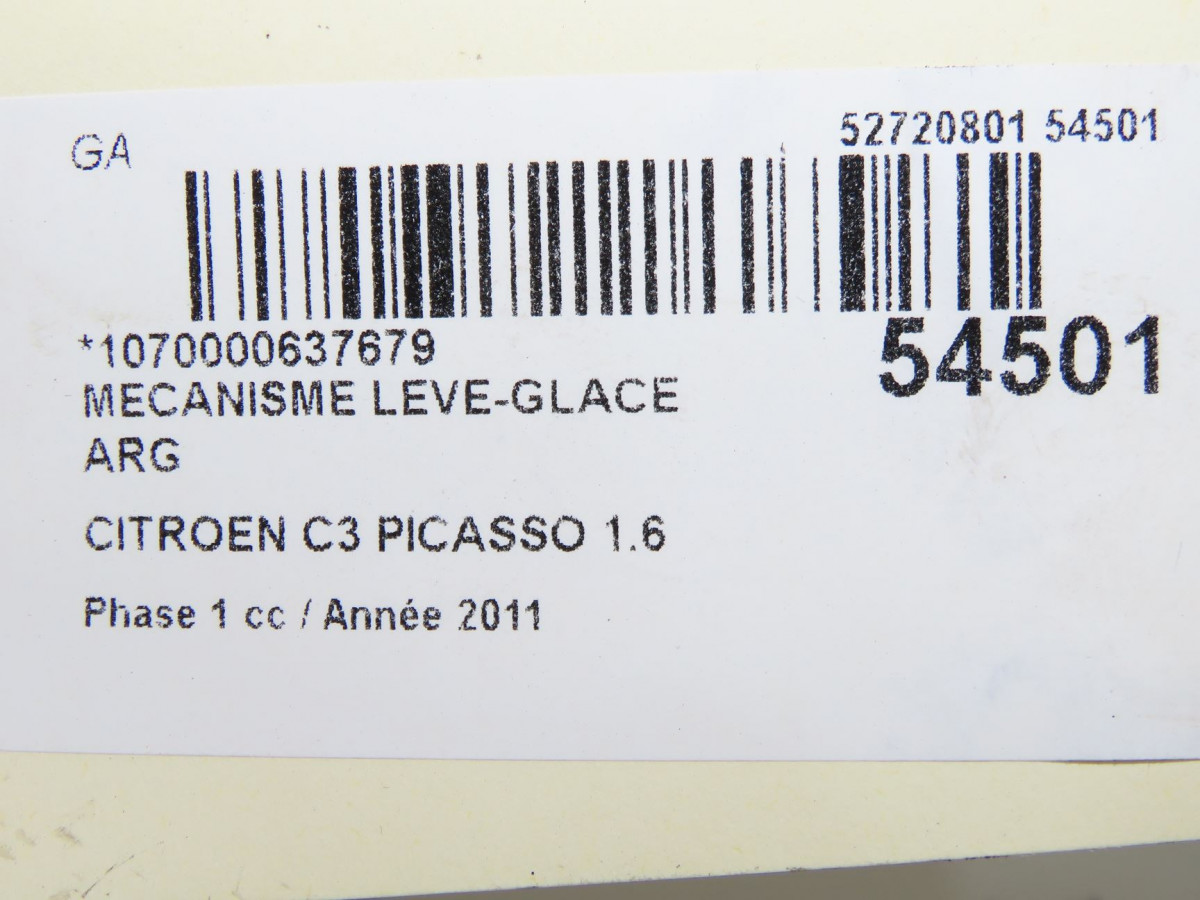 GA
52720801 54501
*1070000637679
54501
MECANISME LEVE-GLACE
ARG
CITROEN C3 PICASSO 1.6
Phase 1 cc / Année 2011